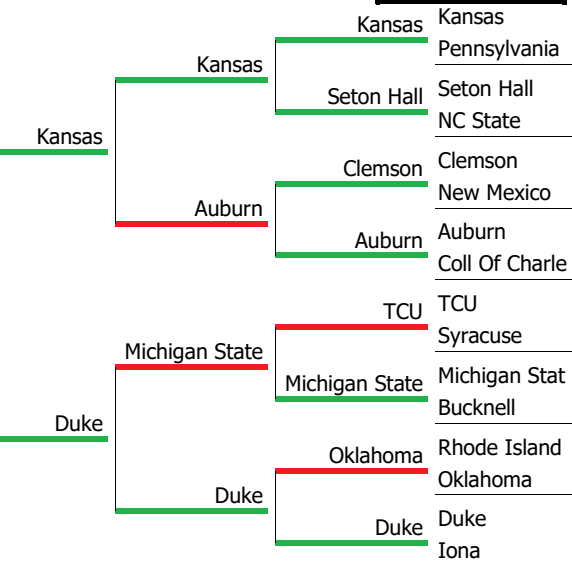 Kansas
Kansas
Pennsylvania
Kansas
Seton Hall
Seton Hall
NC State
Kansas
Clemson
Clemson
New Mexico
Auburn
Auburn
Auburn
Coll Of Charle
TCU
TCU
Syracuse
Michigan State
Michigan State
Michigan Stat
Bucknell
Duke
Oklahoma
Rhode Island
Oklahoma
Duke
Duke
Duke
Iona